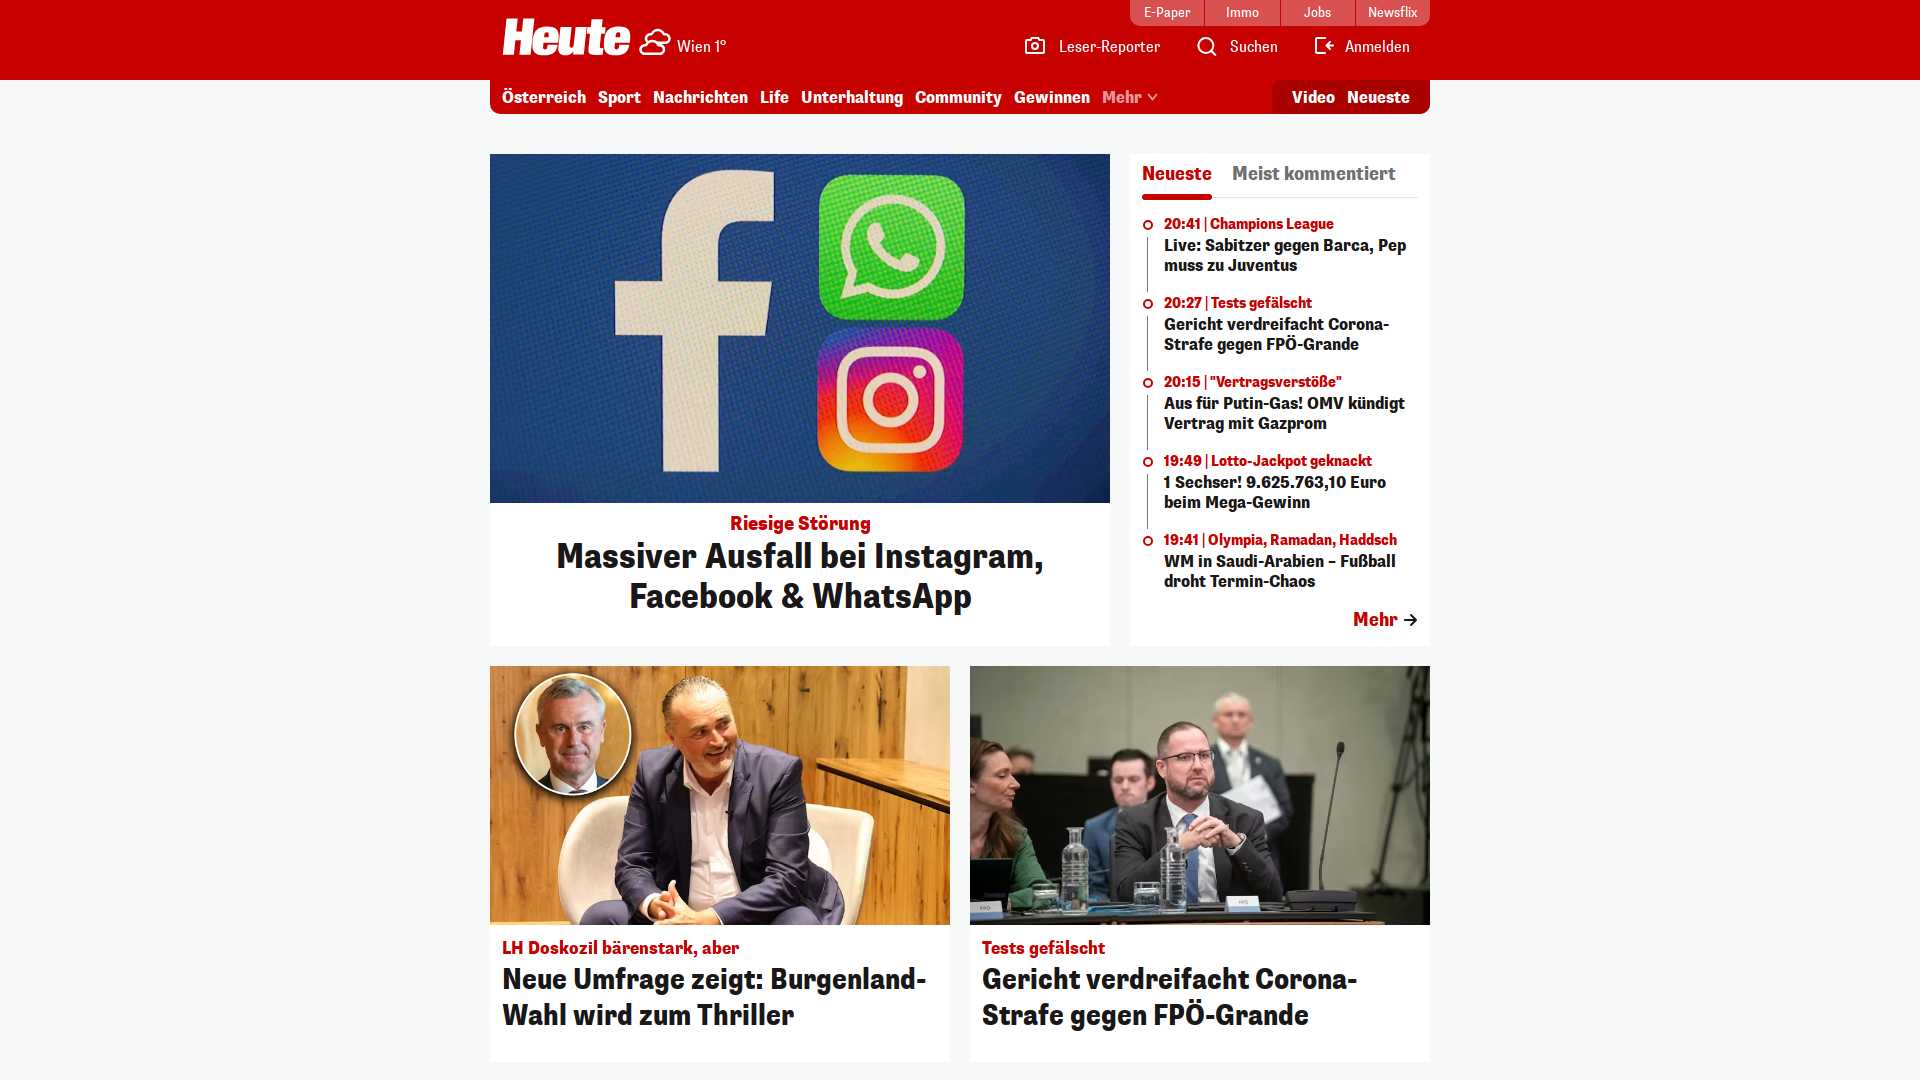 E-Paper
Immo
Jobs
Newsflix
Heute
Wien 1°
Leser-Reporter
Suchen
Anmelden
Österreich
Sport
Nachrichten
Life
Unterhaltung
Community
Gewinnen
Mehr
Video
Neueste
Riesige Störung
Massiver Ausfall bei Instagram,
Facebook & WhatsApp
Neueste
Meist kommentiert
20:41 | Champions League
Live: Sabitzer gegen Barca, Pep
muss zu Juventus
20:27 | Tests gefälscht
Gericht verdreifacht Corona-
Strafe gegen FPÖ-Grande
20:15 | "Vertragsverstöße"
Aus für Putin-Gas! OMV kündigt
Vertrag mit Gazprom
19:49 | Lotto-Jackpot geknackt
1 Sechser! 9.625.763,10 Euro
beim Mega-Gewinn
19:41 | Olympia, Ramadan, Haddsch
WM in Saudi-Arabien – Fußball
droht Termin-Chaos
Mehr
LH Doskozil bärenstark, aber
Neue Umfrage zeigt: Burgenland-
Wahl wird zum Thriller
Tests gefälscht
Gericht verdreifacht Corona-
Strafe gegen FPÖ-Grande